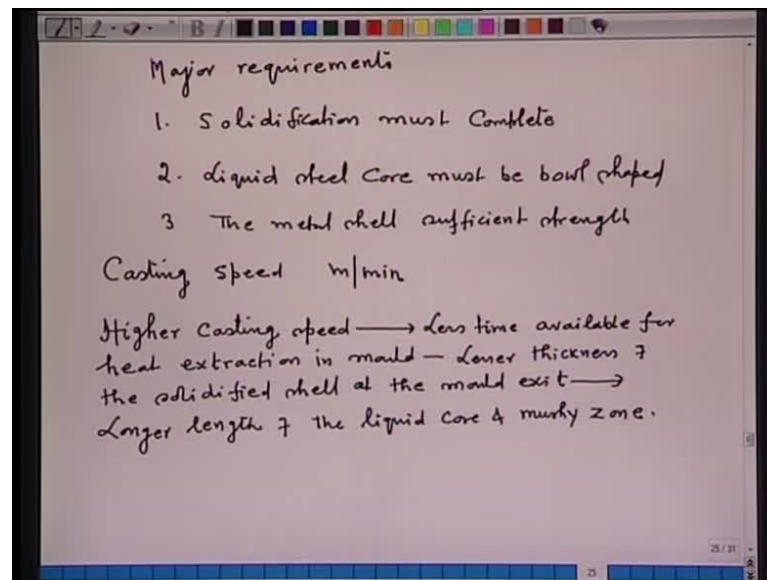 Major requirements
1. Solidification must Complete
2. Liquid steel Core must be bowl shaped
3 The metal shell sufficient strength
Casting speed m/min
Higher Casting speed → Less time available for
heat extraction in mould – Lower thickness of
the solidified shell at the mould exit →
Longer length of the liquid core & mushy zone.
25/31
25